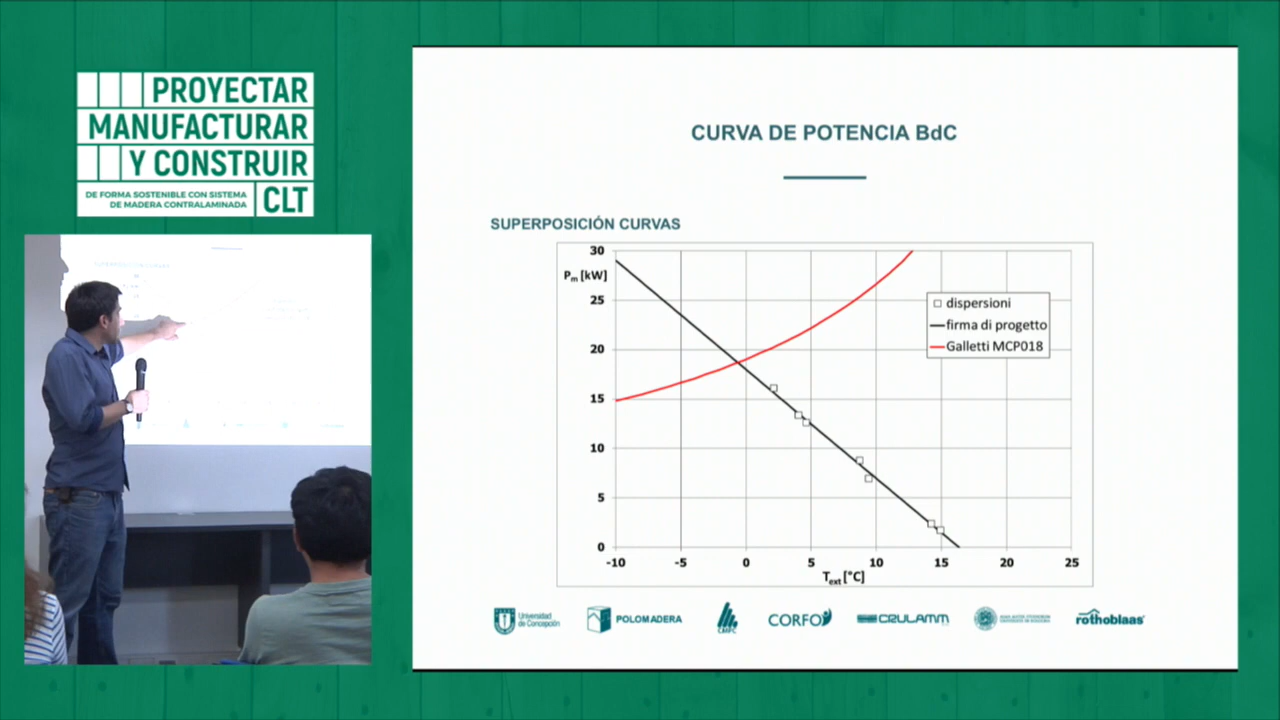 PROYECTAR
MANUFACTURAR
Y CONSTRUIR
DE FORMA SOSTENIBLE CON SISTEMA
DE MADERA CONTRALAMINADA
CLT
CURVA DE POTENCIA BdC
SUPERPOSICIÓN CURVAS
Pm [kW]
30
25
20
15
10
5
0
-10 -5 0 5 10 15 20 25
Text [°C]
dispersioni
firma di progetto
Galletti MCP018
Universidad
de Concepción
POLOMADERA
CMPC
CORFO
CRULAMM
rothoblaas